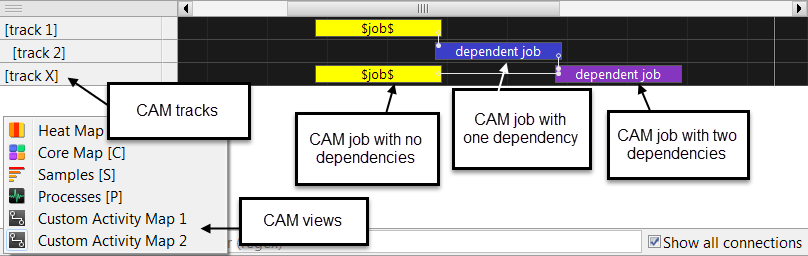 [track 1]
$job$
[track 2]
dependent job
[track X]
$job$
dependent job
CAM tracks
CAM job with no dependencies
CAM job with one dependency
CAM job with two dependencies
Heat Map
Core Map [C]
Samples [S]
Processes [P]
Custom Activity Map 1
Custom Activity Map 2
CAM views
Show all connections